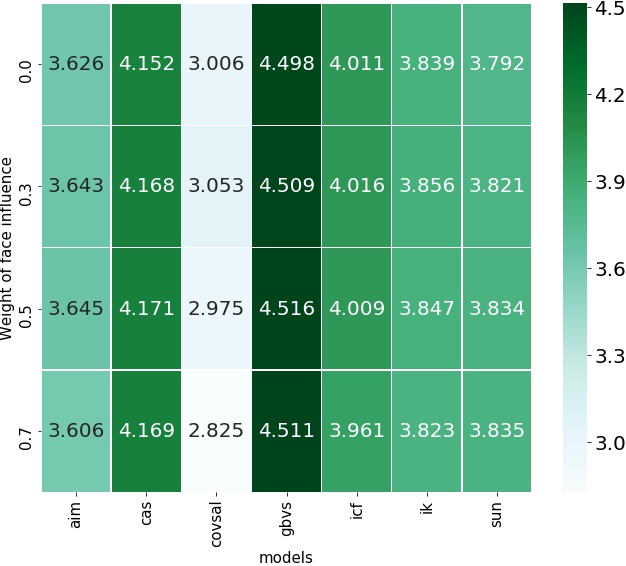 Weight of face influence
0.0 3.626 4.152 3.006 4.498 4.011 3.839 3.792
0.3 3.643 4.168 3.053 4.509 4.016 3.856 3.821
0.5 3.645 4.171 2.975 4.516 4.009 3.847 3.834
0.7 3.606 4.169 2.825 4.511 3.961 3.823 3.835
aim cas covsal gbvs icf ik sun
models
4.5
4.2
3.9
3.6
3.3
3.0